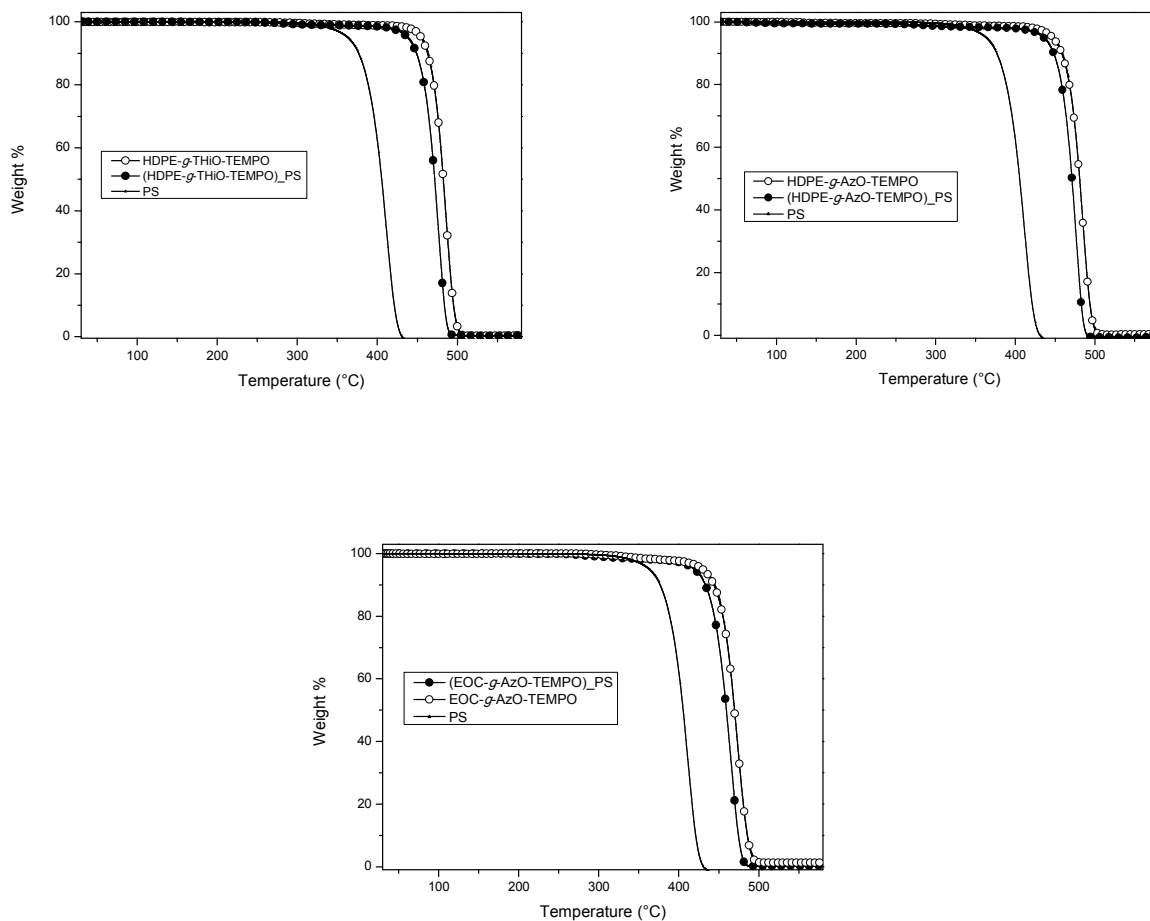 100
80
60
40
20
0
Weight %
HDPE-g-THiO-TEMPO
(HDPE-g-THiO-TEMPO)_PS
PS
100 200 300 400 500
Temperature (°C)
100
80
60
40
20
0
Weight %
HDPE-g-AzO-TEMPO
(HDPE-g-AzO-TEMPO)_PS
PS
100 200 300 400 500
Temperature (°C)
100
80
60
40
20
0
Weight %
(EOC-g-AzO-TEMPO)_PS
EOC-g-AzO-TEMPO
PS
100 200 300 400 500
Temperature (°C)